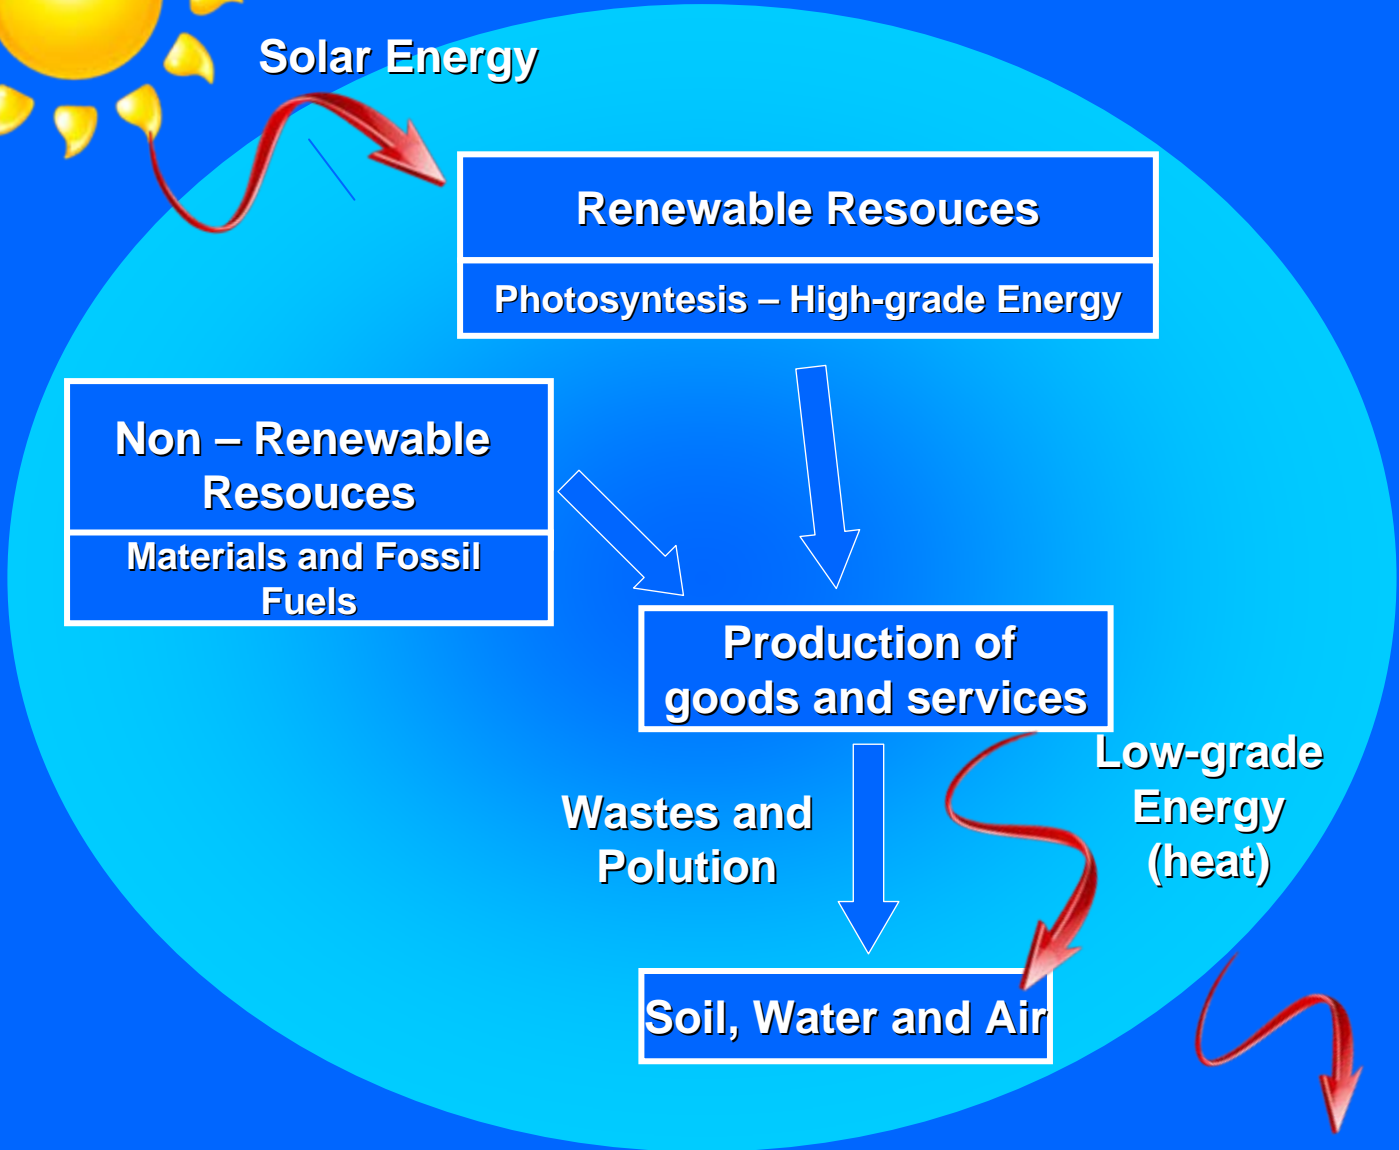 Solar Energy
Renewable Resouces
Photosyntesis – High-grade Energy
Non – Renewable
Resouces
Materials and Fossil
Fuels
Production of
goods and services
Low-grade
Energy
(heat)
Wastes and
Polution
Soil, Water and Air